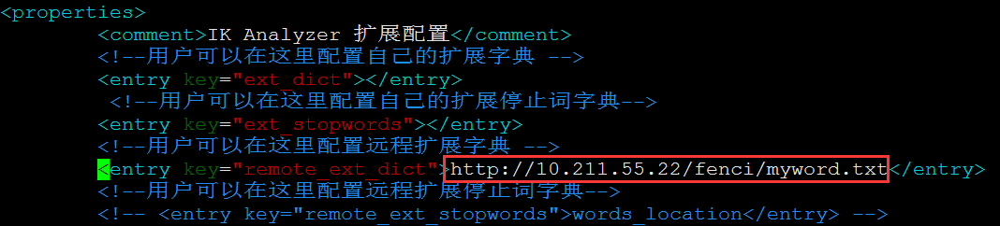 <properties>
<comment>IK Analyzer 扩展配置</comment>
<!--用户可以在这里配置自己的扩展字典 -->
<entry key="ext_dict"></entry>
<!--用户可以在这里配置自己的扩展停止词字典-->
<entry key="ext_stopwords"></entry>
<!--用户可以在这里配置远程扩展字典 -->
<entry key="remote_ext_dict">http://10.211.55.22/fenci/myword.txt</entry>
<!--用户可以在这里配置远程扩展停止词字典-->
<!-- <entry key="remote_ext_stopwords">words_location</entry> -->